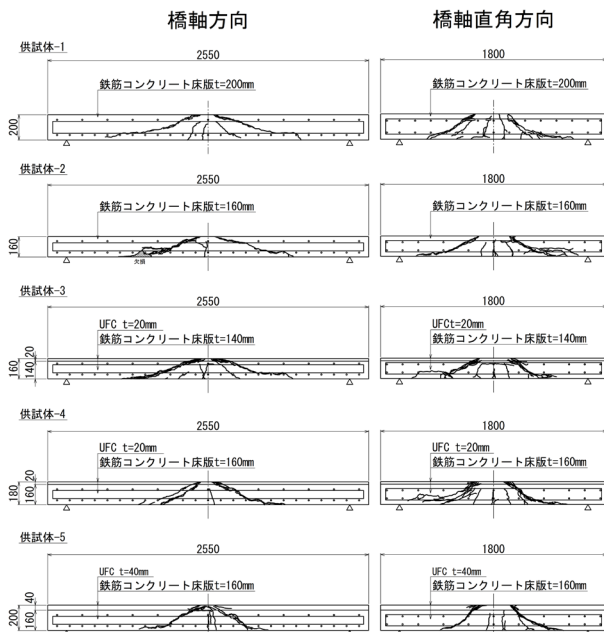 橋軸方向
橋軸直角方向
供試体-1
2550
1800
鉄筋コンクリート床版t=200mm
鉄筋コンクリート床版t=200mm
200
供試体-2
2550
1800
鉄筋コンクリート床版t=160mm
鉄筋コンクリート床版t=160mm
160
欠損
供試体-3
2550
1800
UFC t=20mm
鉄筋コンクリート床版t=140mm
UFCt=20mm
鉄筋コンクリート床版t=140mm
160
140
20
供試体-4
2550
1800
UFC t=20mm
鉄筋コンクリート床版t=160mm
UFC t=20mm
鉄筋コンクリート床版t=160mm
180
160
20
供試体-5
2550
1800
UFC t=40mm
鉄筋コンクリート床版t=160mm
UFC t=40mm
鉄筋コンクリート床版t=160mm
200
160
40